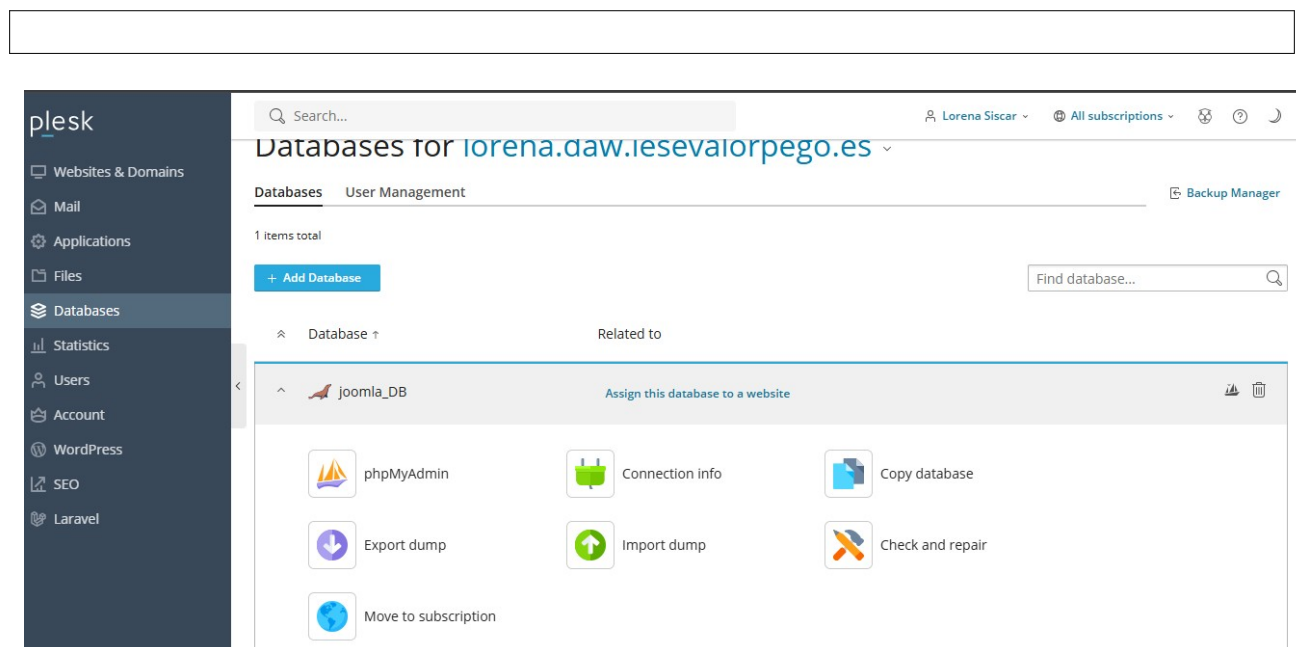 plesk
Search...
Lorena Siscar
All subscriptions
Databases for lorena.daw.iesevalorpego.es
Websites & Domains
Mail
Applications
Files
Databases
Statistics
Users
Account
WordPress
SEO
Laravel
Databases User Management
Backup Manager
1 items total
+ Add Database
Find database...
Database ↑ Related to
joomla_DB Assign this database to a website
phpMyAdmin Connection info Copy database
Export dump Import dump Check and repair
Move to subscription